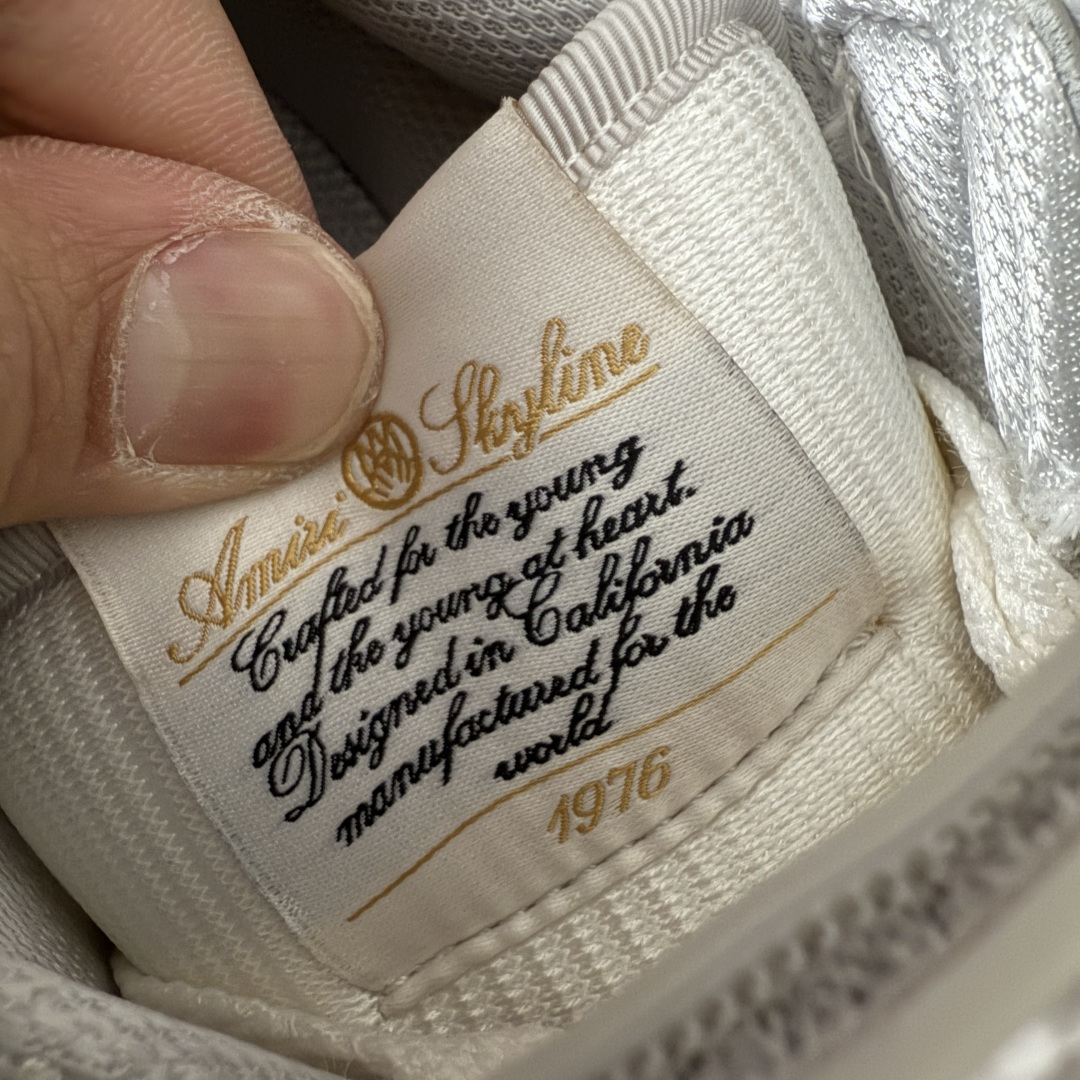 Amiri Skyline
Crafted for the young
and the young at heart.
Designed in California
manufactured for the
world
1976